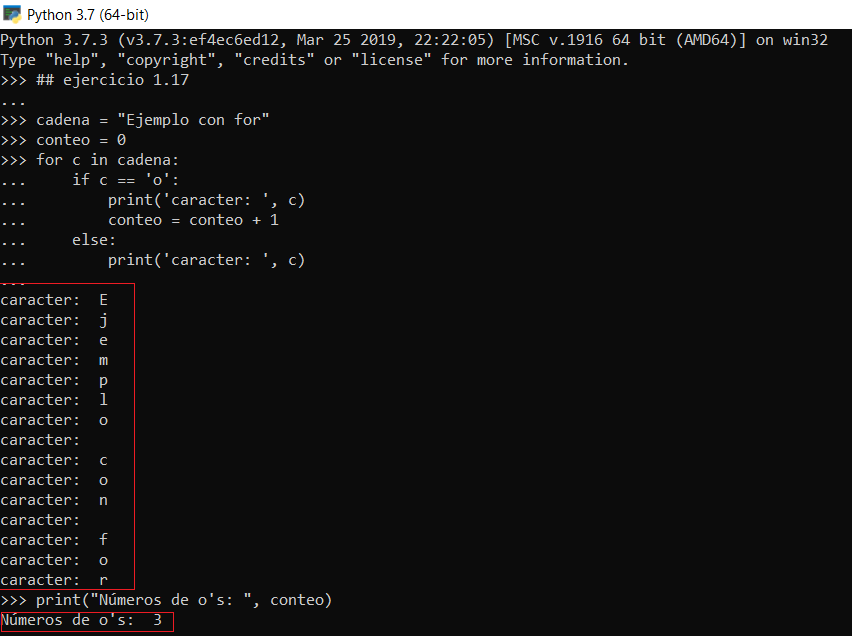 Python 3.7 (64-bit)
Python 3.7.3 (v3.7.3:ef4ec6ed12, Mar 25 2019, 22:22:05) [MSC v.1916 64 bit (AMD64)] on win32
Type "help", "copyright", "credits" or "license" for more information.
>>> ## ejercicio 1.17
...
>>> cadena = "Ejemplo con for"
>>> conteo = 0
>>> for c in cadena:
...     if c == 'o':
...         print('caracter: ', c)
...         conteo = conteo + 1
...     else:
...         print('caracter: ', c)
...
caracter:  E
caracter:  j
caracter:  e
caracter:  m
caracter:  p
caracter:  l
caracter:  o
caracter:
caracter:  c
caracter:  o
caracter:  n
caracter:
caracter:  f
caracter:  o
caracter:  r
>>> print("Números de o's: ", conteo)
Números de o's:  3